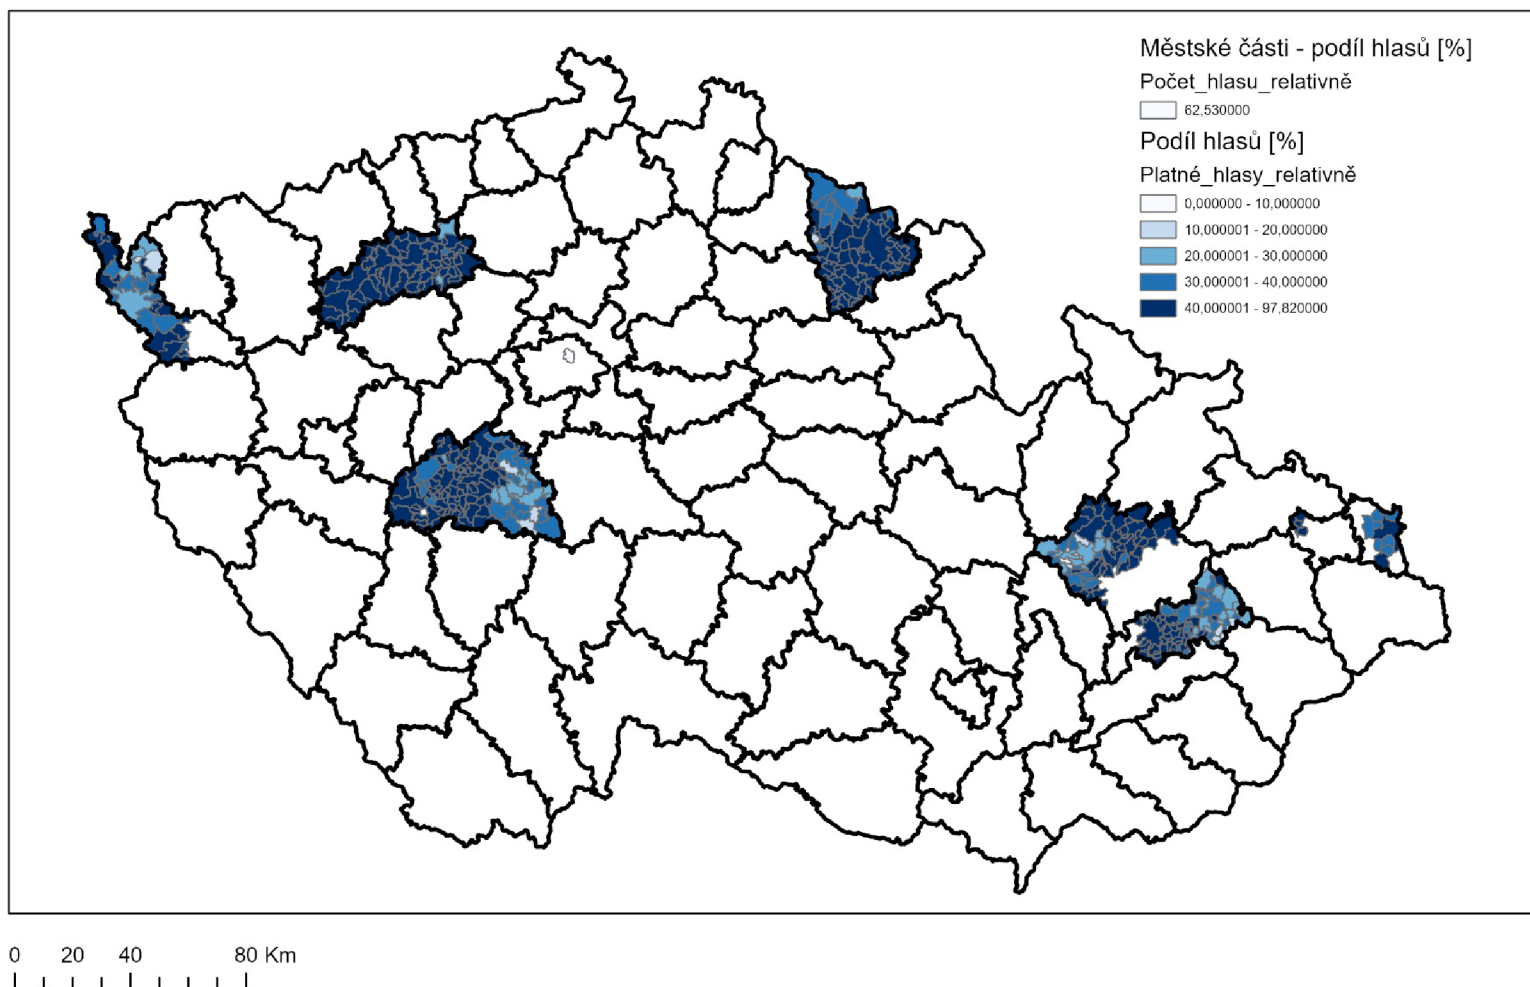 Městské části - podíl hlasů [%]
Počet_hlasu_relativně
62,530000
Podíl hlasů [%]
Platné_hlasy_relativně
0,000000 - 10,000000
10,000001 - 20,000000
20,000001 - 30,000000
30,000001 - 40,000000
40,000001 - 97,820000
0 20 40 80 Km